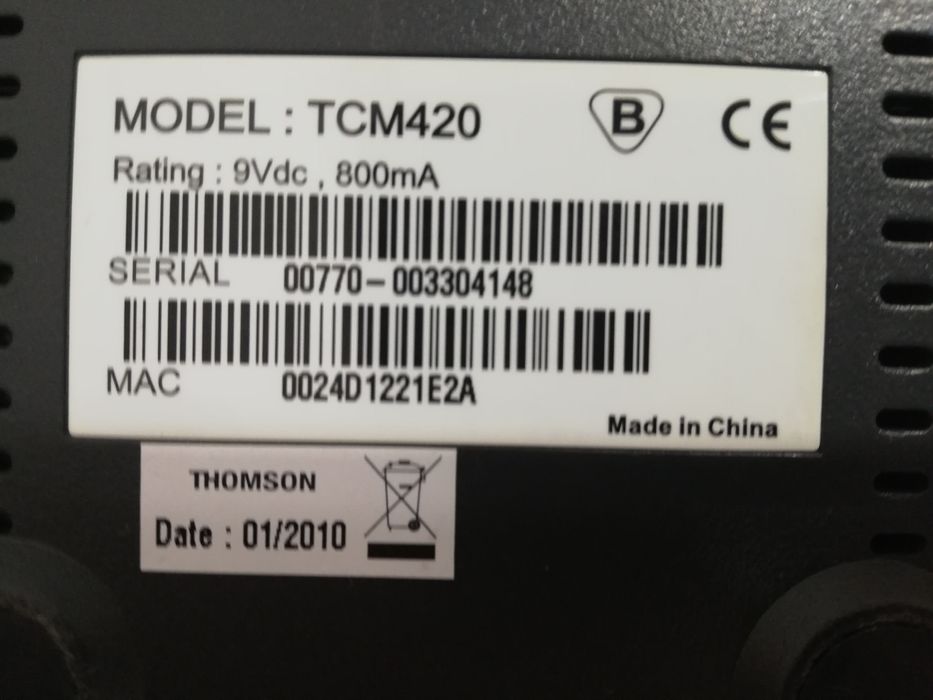 MODEL : TCM420
B CE
Rating : 9Vdc , 800mA
SERIAL 00770-003304148
MAC 0024D1221E2A
Made in China
THOMSON
Date : 01/2010